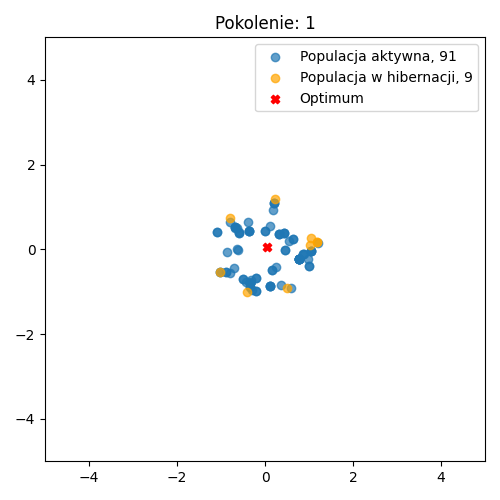 Pokolenie: 1
Populacja aktywna, 91
Populacja w hibernacji, 9
Optimum
4
2
0
−2
−4
−4 −2 0 2 4